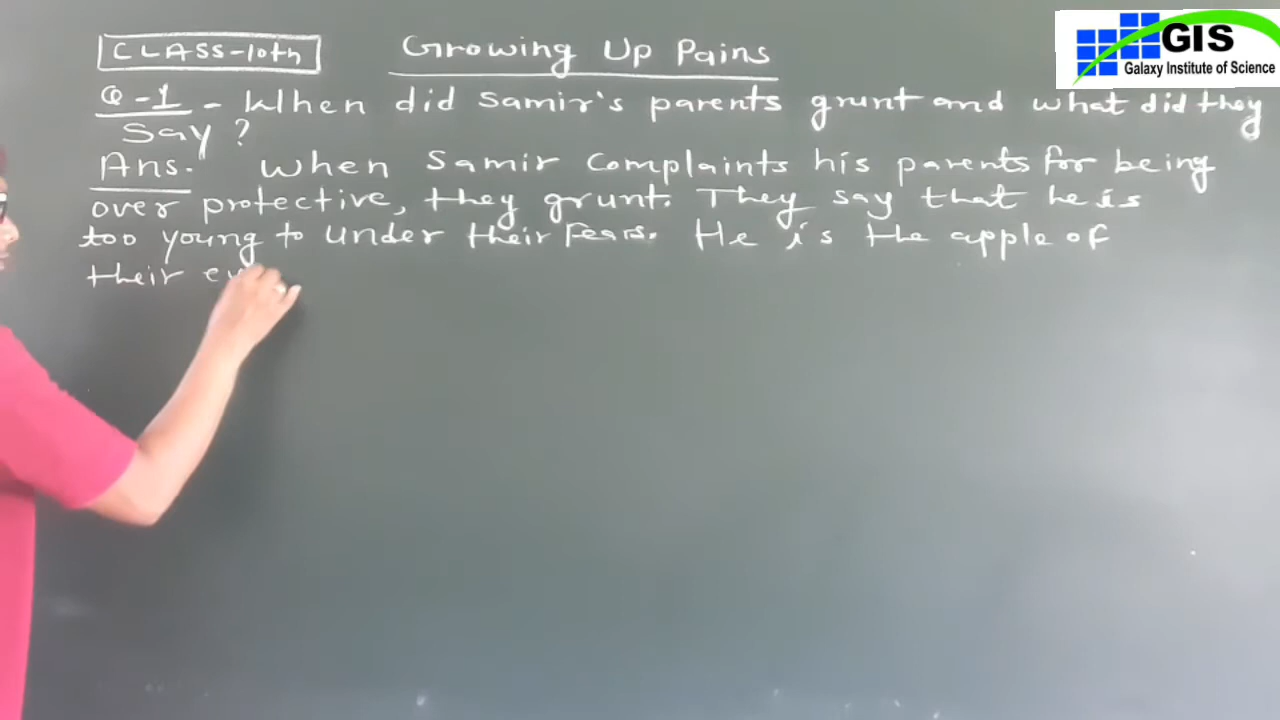 CLASS-10th Growing Up Pains
GIS
Galaxy Institute of Science
Q-1 - When did Samir's parents grunt and what did they
Say ?
Ans. When Samir Complaints his parents for being
over protective, they grunt. They say that he is
too young to under their Fears. He is the apple of
their